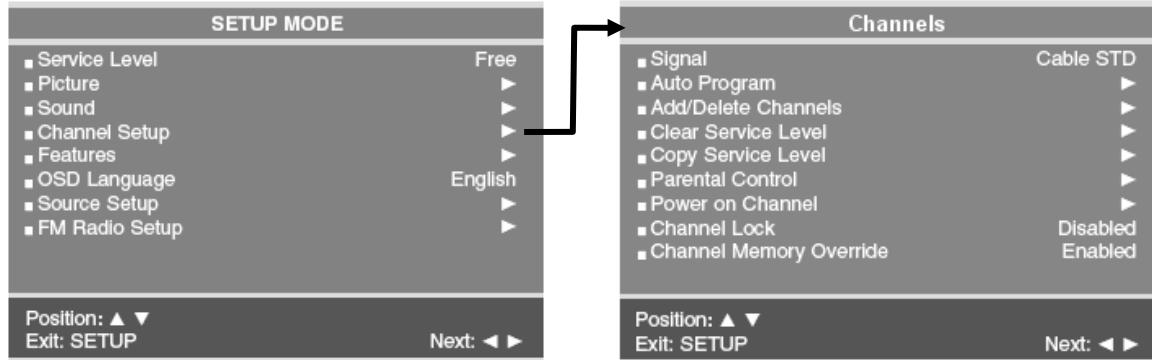 SETUP MODE
■ Service Level Free
■ Picture ►
■ Sound ►
■ Channel Setup ►
■ Features ►
■ OSD Language English
■ Source Setup ►
■ FM Radio Setup ►
Position: ▲ ▼
Exit: SETUP Next: ◄ ►
Channels
■ Signal Cable STD
■ Auto Program ►
■ Add/Delete Channels ►
■ Clear Service Level ►
■ Copy Service Level ►
■ Parental Control ►
■ Power on Channel ►
■ Channel Lock Disabled
■ Channel Memory Override Enabled
Position: ▲ ▼
Exit: SETUP Next: ◄ ►